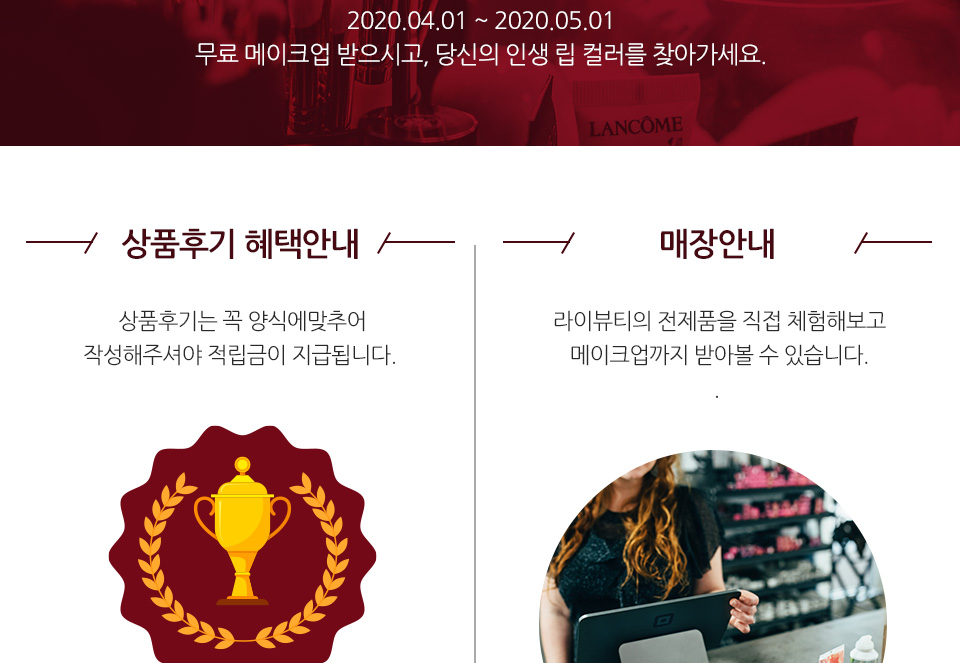 2020.04.01 ~ 2020.05.01
무료 메이크업 받으시고, 당신의 인생 립 컬러를 찾아가세요.
LANCÔME
상품후기 혜택안내
상품후기는 꼭 양식에맞추어
작성해주셔야 적립금이 지급됩니다.
매장안내
라이뷰티의 전제품을 직접 체험해보고
메이크업까지 받아볼 수 있습니다.
.